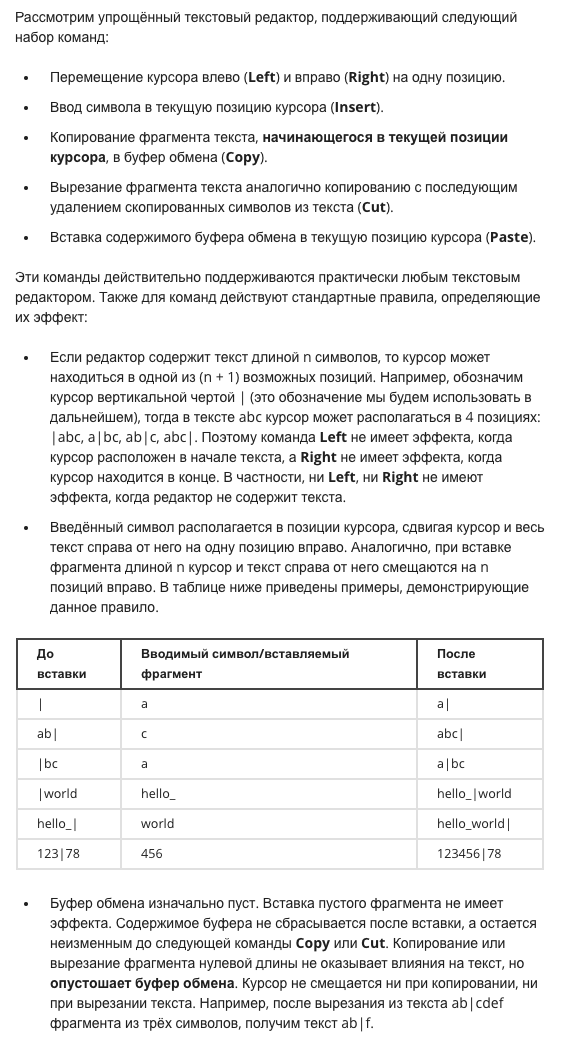 Рассмотрим упрощённый текстовый редактор, поддерживающий следующий
набор команд:
• Перемещение курсора влево (Left) и вправо (Right) на одну позицию.
• Ввод символа в текущую позицию курсора (Insert).
• Копирование фрагмента текста, начинающегося в текущей позиции
курсора, в буфер обмена (Copy).
• Вырезание фрагмента текста аналогично копированию с последующим
удалением скопированных символов из текста (Cut).
• Вставка содержимого буфера обмена в текущую позицию курсора (Paste).
Эти команды действительно поддерживаются практически любым текстовым
редактором. Также для команд действуют стандартные правила, определяющие
их эффект:
• Если редактор содержит текст длиной n символов, то курсор может
находиться в одной из (n + 1) возможных позиций. Например, обозначим
курсор вертикальной чертой | (это обозначение мы будем использовать в
дальнейшем), тогда в тексте abc курсор может располагаться в 4 позициях:
|abc, a|bc, ab|c, abc|. Поэтому команда Left не имеет эффекта, когда
курсор расположен в начале текста, а Right не имеет эффекта, когда
курсор находится в конце. В частности, ни Left, ни Right не имеют
эффекта, когда редактор не содержит текста.
• Введённый символ располагается в позиции курсора, сдвигая курсор и весь
текст справа от него на одну позицию вправо. Аналогично, при вставке
фрагмента длиной n курсор и текст справа от него смещаются на n
позиций вправо. В таблице ниже приведены примеры, демонстрирующие
данное правило.
До вставки Вводимый символ/вставляемый фрагмент После вставки
| a a|
ab| c abc|
|bc a a|bc
|world hello_ hello_|world
hello_| world hello_world|
123|78 456 123456|78
• Буфер обмена изначально пуст. Вставка пустого фрагмента не имеет
эффекта. Содержимое буфера не сбрасывается после вставки, а остается
неизменным до следующей команды Copy или Cut. Копирование или
вырезание фрагмента нулевой длины не оказывает влияния на текст, но
опустошает буфер обмена. Курсор не смещается ни при копировании, ни
при вырезании текста. Например, после вырезания из текста ab|cdef
фрагмента из трёх символов, получим текст ab|f.